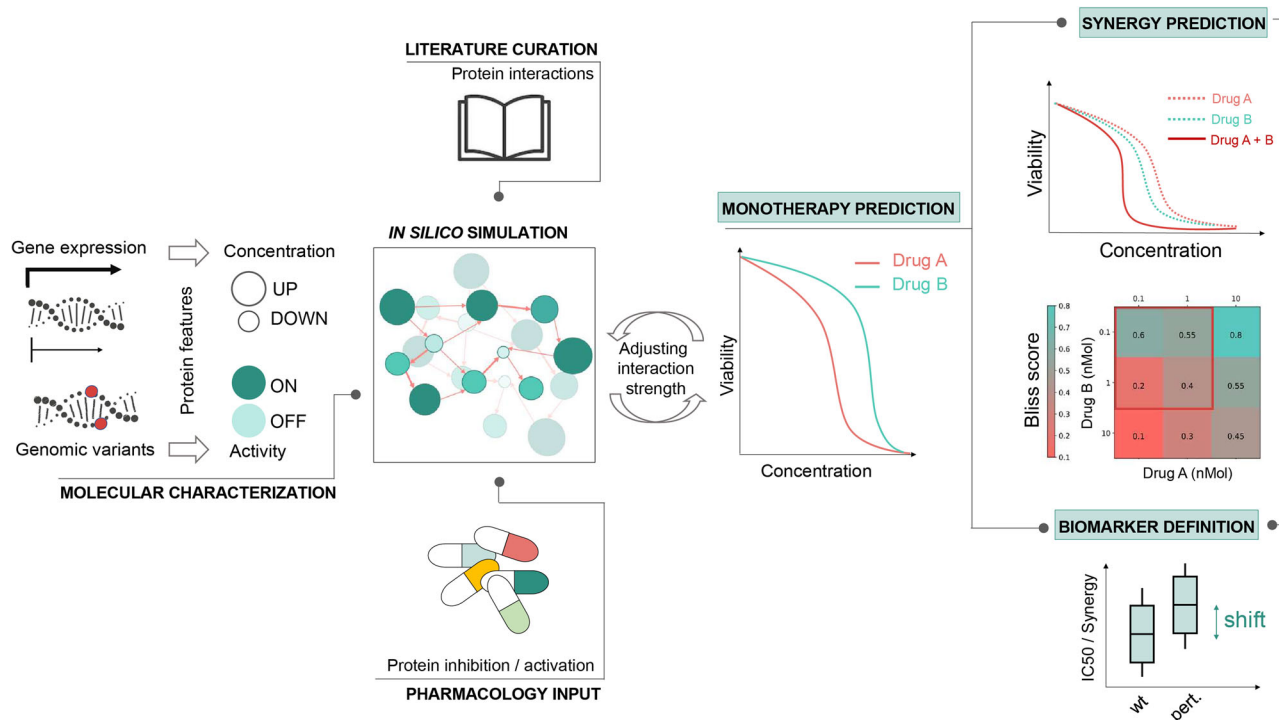 LITERATURE CURATION
Protein interactions
Gene expression
Genomic variants
Protein features
Concentration
UP
DOWN
ON
OFF
Activity
MOLECULAR CHARACTERIZATION
IN SILICO SIMULATION
Protein inhibition / activation
PHARMACOLOGY INPUT
Adjusting
interaction
strength
MONOTHERAPY PREDICTION
Drug A
Drug B
Viability
Concentration
SYNERGY PREDICTION
Drug A
Drug B
Drug A + B
Viability
Concentration
Bliss score
0.8
0.7
0.6
0.5
0.4
0.3
0.2
0.1
Drug B (nMol)
0.1 1 10
0.1 0.6 0.55 0.8
1 0.2 0.4 0.55
10 0.1 0.3 0.45
Drug A (nMol)
BIOMARKER DEFINITION
IC50 / Synergy
shift
wt
pert.